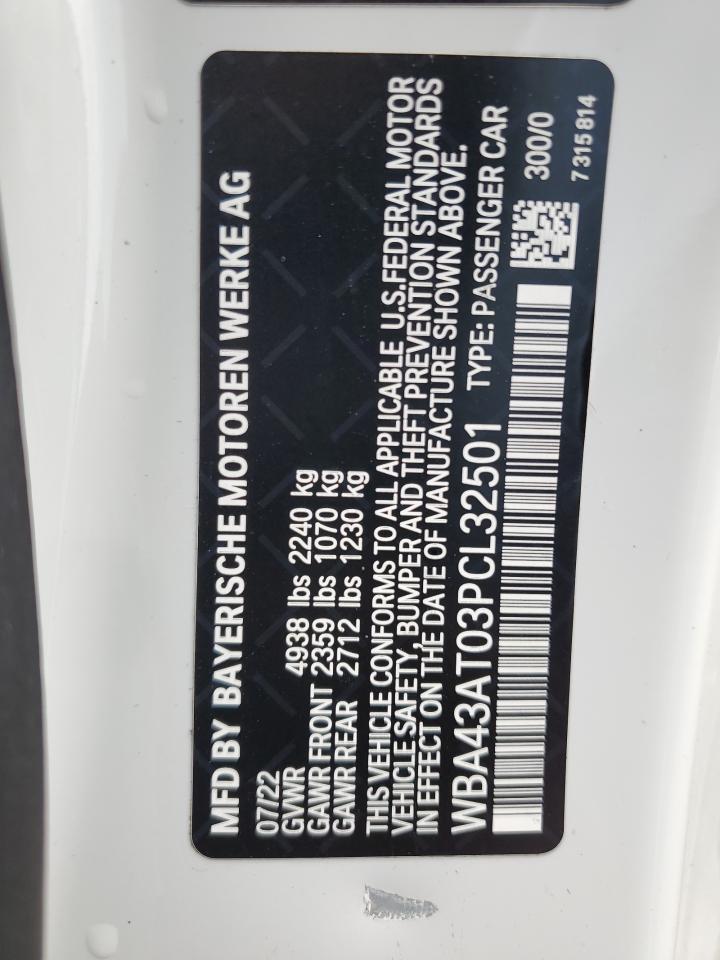 MFD BY BAYERISCHE MOTOREN WERKE AG
07/22
GVWR 4938 lbs 2240 kg
GAWR FRONT 2359 lbs 1070 kg
GAWR REAR 2712 lbs 1230 kg
THIS VEHICLE CONFORMS TO ALL APPLICABLE U.S.FEDERAL MOTOR
VEHICLE SAFETY, BUMPER AND THEFT PREVENTION STANDARDS
IN EFFECT ON THE DATE OF MANUFACTURE SHOWN ABOVE.
WBA43AT03PCL32501 TYPE: PASSENGER CAR
300/0
7 315 814